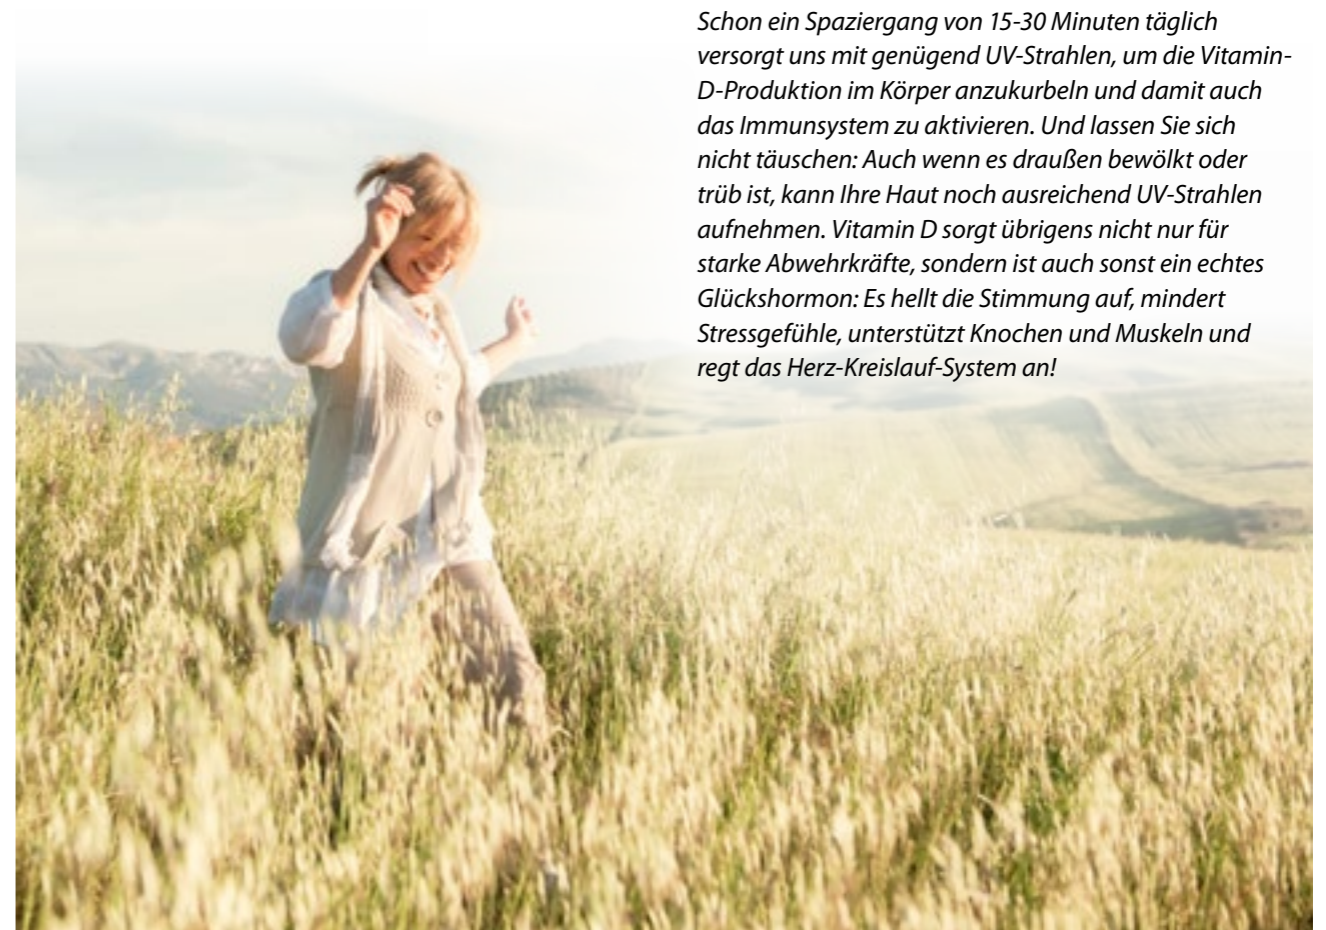 Schon ein Spaziergang von 15-30 Minuten täglich
versorgt uns mit genügend UV-Strahlen, um die Vitamin-
D-Produktion im Körper anzukurbeln und damit auch
das Immunsystem zu aktivieren. Und lassen Sie sich
nicht täuschen: Auch wenn es draußen bewölkt oder
trüb ist, kann Ihre Haut noch ausreichend UV-Strahlen
aufnehmen. Vitamin D sorgt übrigens nicht nur für
starke Abwehrkräfte, sondern ist auch sonst ein echtes
Glückshormon: Es hellt die Stimmung auf, mindert
Stressgefühle, unterstützt Knochen und Muskeln und
regt das Herz-Kreislauf-System an!